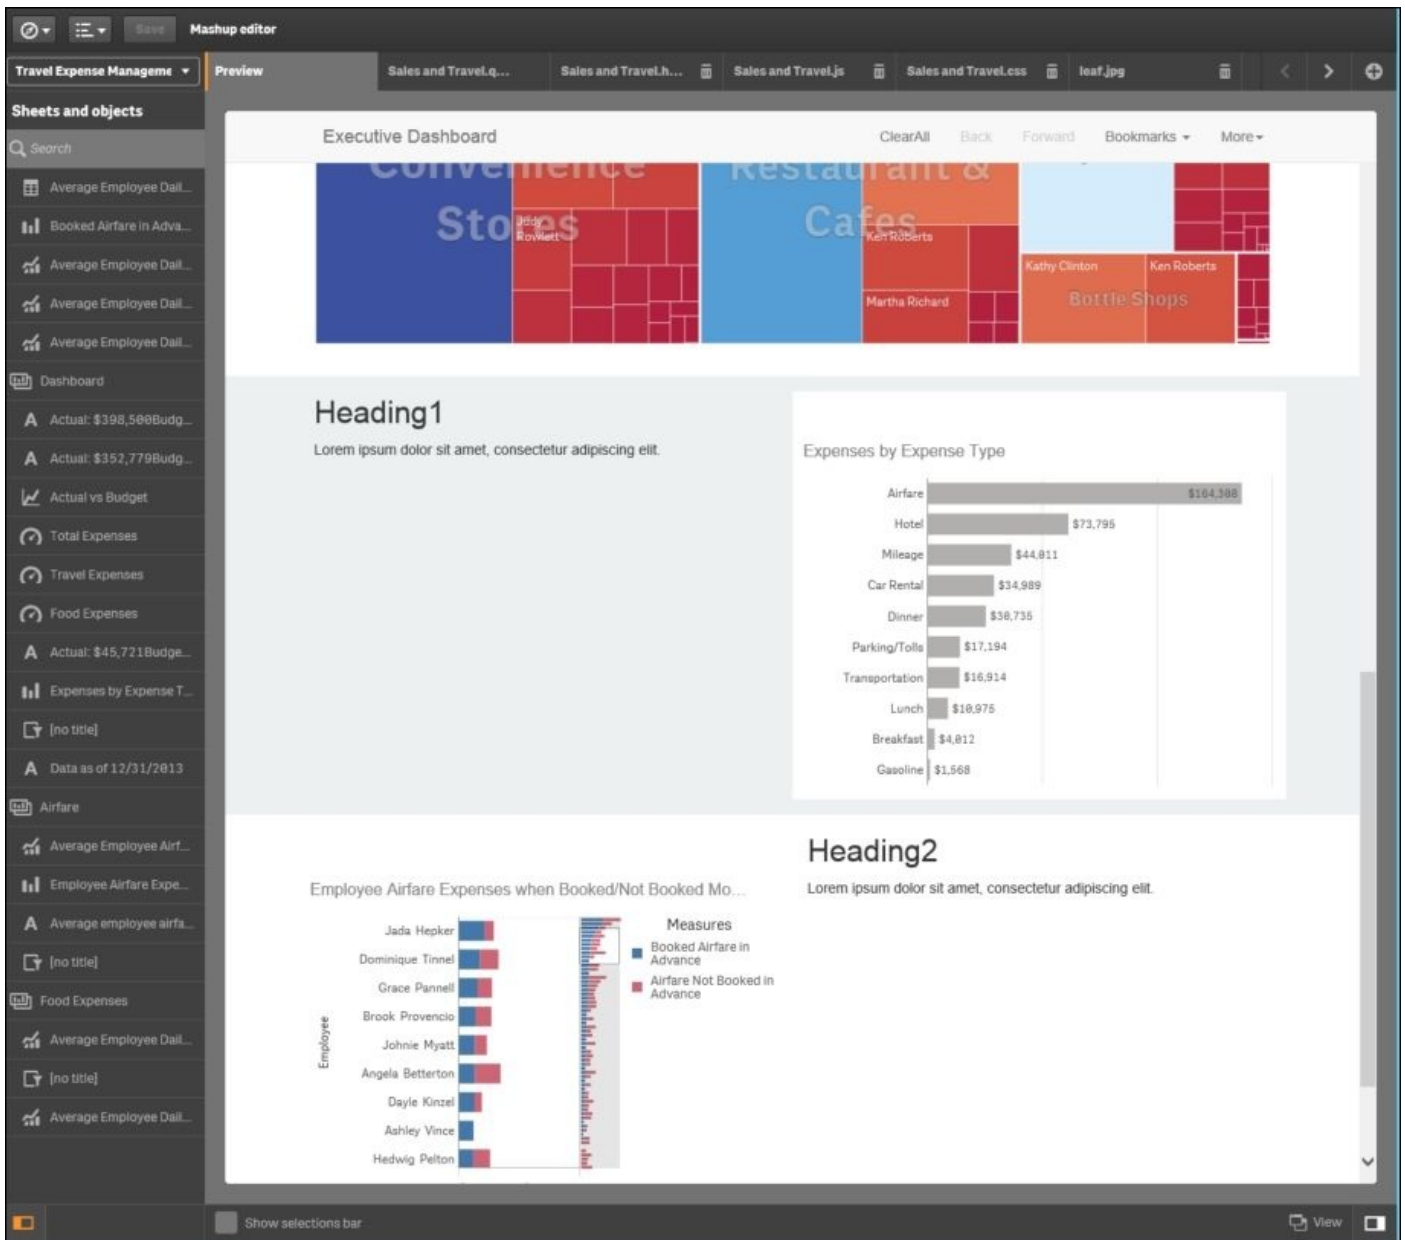 Save
Mashup editor
Travel Expense Manageme
Preview
Sales and Travel.q...
Sales and Travel.h...
Sales and Travel.js
Sales and Travel.css
leaf.jpg
Sheets and objects
Search
Average Employee Dail...
Booked Airfare in Adva...
Average Employee Dail...
Average Employee Dail...
Average Employee Dail...
Dashboard
Actual: $398,500Budg...
Actual: $352,779Budg...
Actual vs Budget
Total Expenses
Travel Expenses
Food Expenses
Actual: $45,721Budge...
Expenses by Expense T...
[no title]
Data as of 12/31/2013
Airfare
Average Employee Airf...
Employee Airfare Expe...
Average employee airfa...
[no title]
Food Expenses
Average Employee Dail...
[no title]
Average Employee Dail...
Executive Dashboard
ClearAll
Back
Forward
Bookmarks
More
Convenience
Stores
Judy
Rowlett
Restaurant &
Cafes
Ken Roberts
Martha Richard
Kathy Clinton
Ken Roberts
Bottle Shops
Heading1
Lorem ipsum dolor sit amet, consectetur adipiscing elit.
Expenses by Expense Type
Airfare $164,308
Hotel $73,795
Mileage $44,011
Car Rental $34,989
Dinner $30,735
Parking/Tolls $17,194
Transportation $16,914
Lunch $10,975
Breakfast $4,012
Gasoline $1,568
Heading2
Lorem ipsum dolor sit amet, consectetur adipiscing elit.
Employee Airfare Expenses when Booked/Not Booked Mo...
Employee
Jada Hepker
Dominique Tinnel
Grace Pannell
Brook Provencio
Johnie Myatt
Angela Betterton
Dayle Kinzel
Ashley Vince
Hedwig Pelton
Measures
Booked Airfare in
Advance
Airfare Not Booked in
Advance
Show selections bar
View